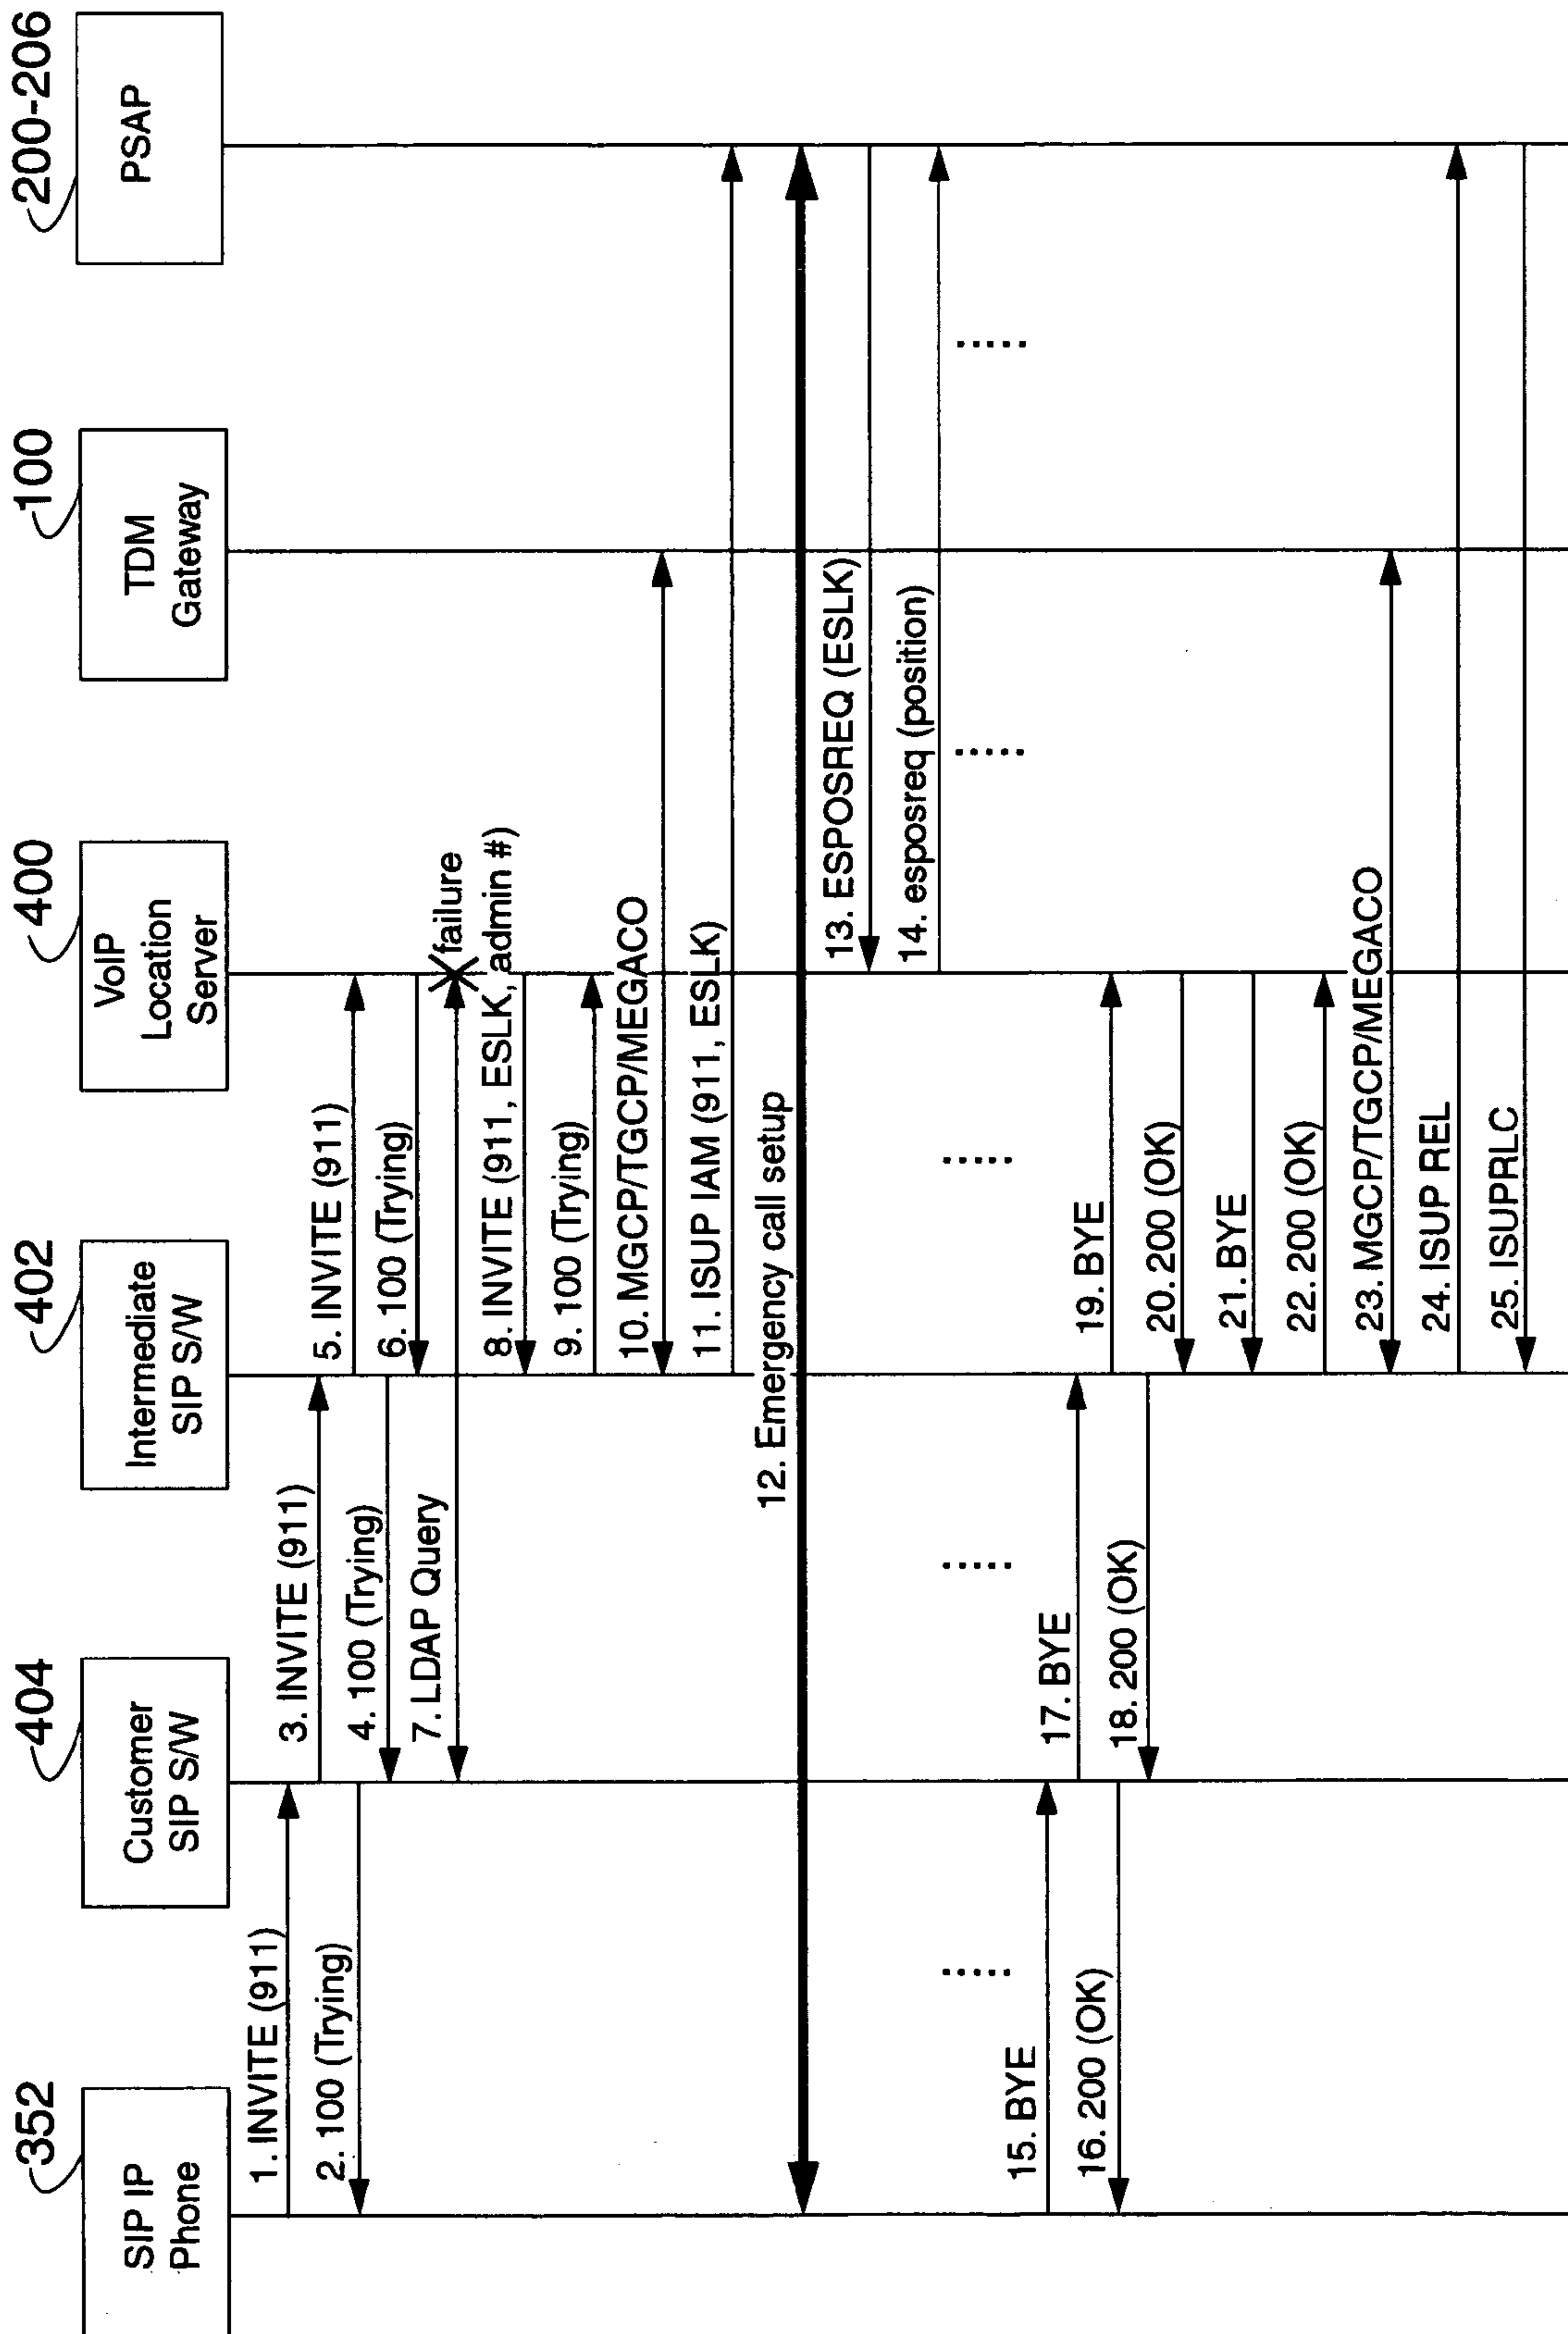 352
SIP IP
Phone
404
Customer
SIP S/W
402
Intermediate
SIP S/W
400
VoIP
Location
Server
100
TDM
Gateway
200-206
PSAP
1. INVITE (911)
2. 100 (Trying)
3. INVITE (911)
4. 100 (Trying)
5. INVITE (911)
6. 100 (Trying)
7. LDAP Query
failure
8. INVITE (911, ESLK, admin #)
9. 100 (Trying)
10. MGCP/TGCP/MEGACO
11. ISUP IAM (911, ESLK)
12. Emergency call setup
13. ESPOSREQ (ESLK)
14. esposreq (position)
.....
.....
.....
.....
.....
15. BYE
16. 200 (OK)
17. BYE
18. 200 (OK)
19. BYE
20. 200 (OK)
21. BYE
22. 200 (OK)
23. MGCP/TGCP/MEGACO
24. ISUP REL
25. ISUPRLC